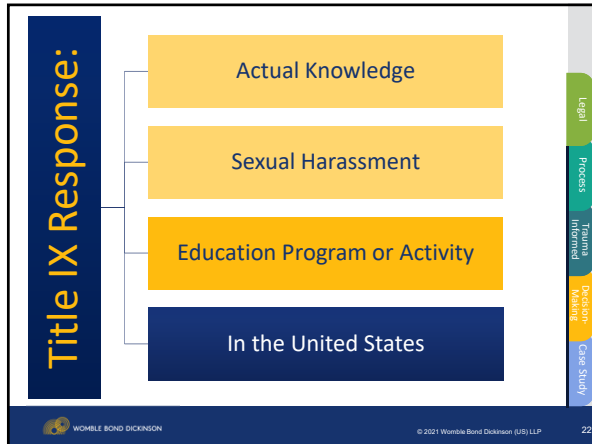 Title IX Response:
Actual Knowledge
Sexual Harassment
Education Program or Activity
In the United States
Legal
Process
Trauma
Informed
Decision-
Making
Case Study
WOMBLE BOND DICKINSON
© 2021 Womble Bond Dickinson (US) LLP
22